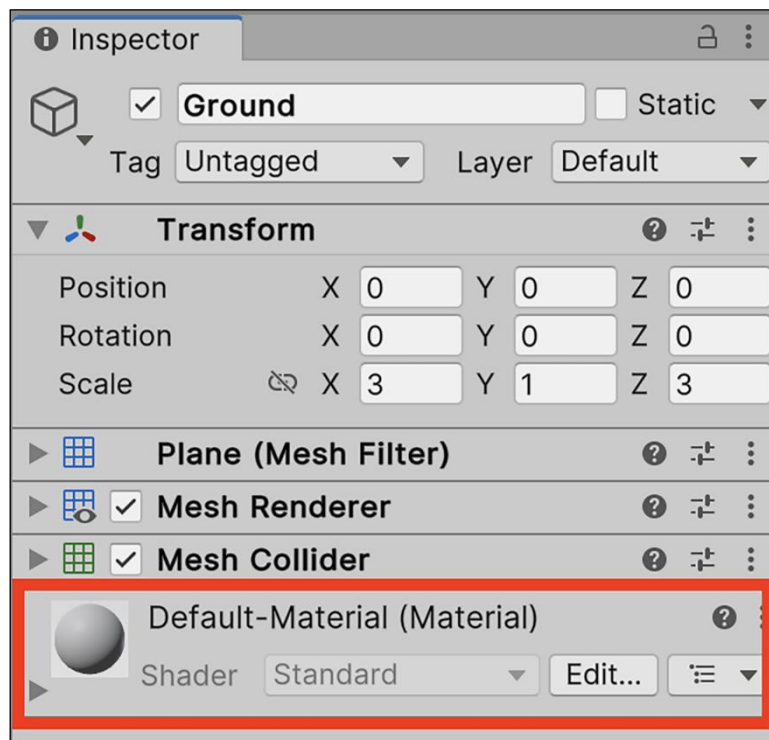 Inspector
Ground Static
Tag Untagged Layer Default
Transform
Position X 0 Y 0 Z 0
Rotation X 0 Y 0 Z 0
Scale X 3 Y 1 Z 3
Plane (Mesh Filter)
Mesh Renderer
Mesh Collider
Default-Material (Material)
Shader Standard Edit...